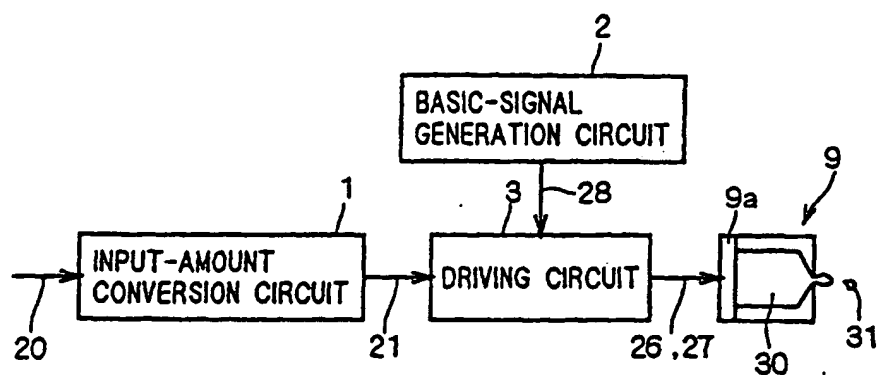 2
BASIC-SIGNAL
GENERATION CIRCUIT
28
9
1
3
9a
INPUT-AMOUNT
CONVERSION CIRCUIT
DRIVING CIRCUIT
20
21
26,27
30
31